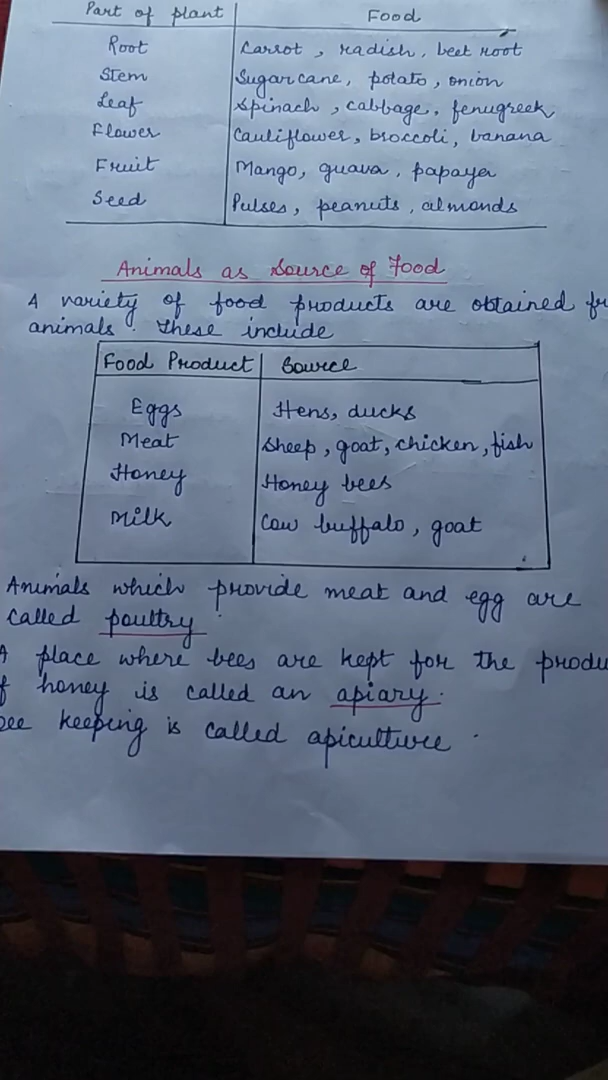 Part of plant Food
Root Carrot, radish, beet root
Stem Sugarcane, potato, onion
Leaf Spinach, cabbage, fenugreek
Flower Cauliflower, broccoli, banana
Fruit Mango, guava, papaya
Seed Pulses, peanuts, almonds
Animals as Source of Food
A variety of food products are obtained fr
animals. These include
Food Product Source
Eggs Hens, ducks
Meat Sheep, goat, chicken, fish
Honey Honey bees
Milk Cow buffalo, goat
Animals which provide meat and egg are
called poultry.
A place where bees are kept for the produ
f honey is called an apiary.
bee keeping is called apiculture.